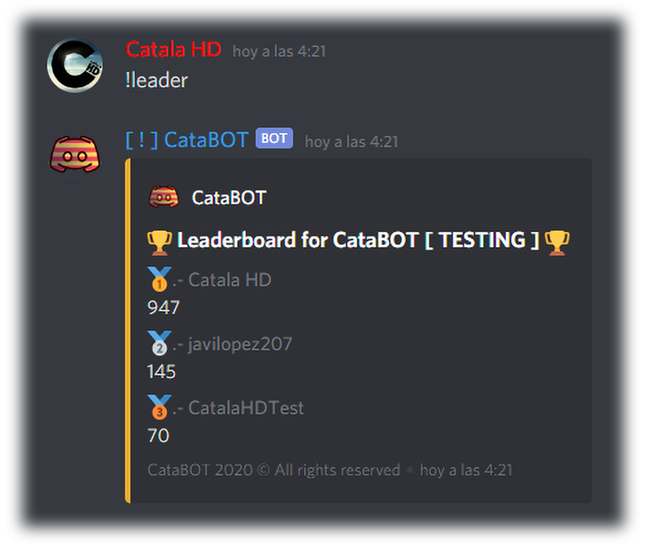 Catala HD hoy a las 4:21
!leader
[ ! ] CataBOT BOT hoy a las 4:21
CataBOT
🏆 Leaderboard for CataBOT [ TESTING ] 🏆
🥇.- Catala HD
947
🥈.- javilopez207
145
🥉.- CatalaHDTest
70
CataBOT 2020 © All rights reserved • hoy a las 4:21